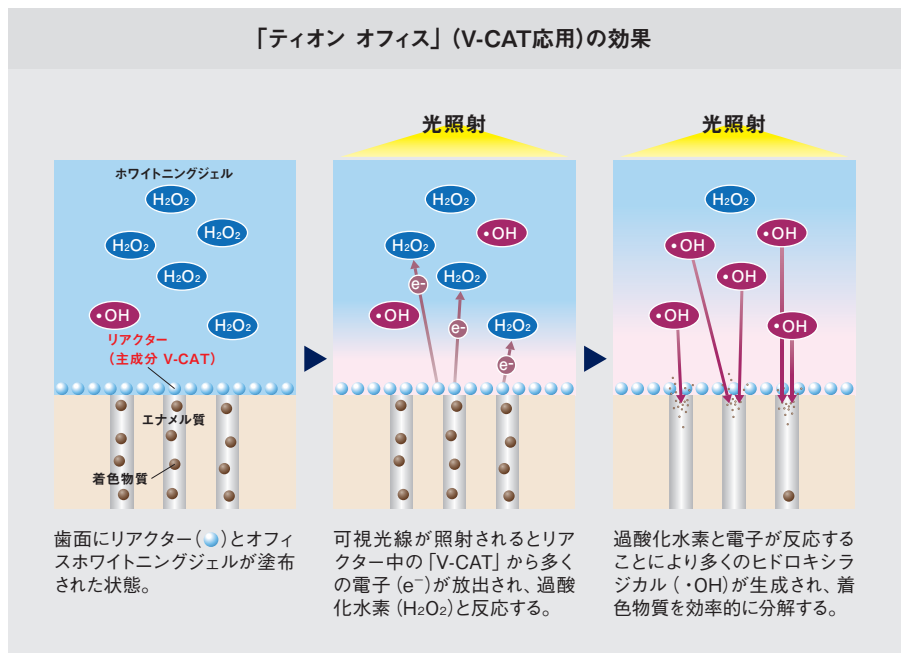 「ティオン オフィス」（V-CAT応用）の効果
ホワイトニングジェル
H₂O₂
H₂O₂
H₂O₂
H₂O₂
•OH
H₂O₂
リアクター
（主成分 V-CAT）
エナメル質
着色物質
歯面にリアクター（ ）とオフィ
スホワイトニングジェルが塗布
された状態。
光照射
H₂O₂
•OH
H₂O₂
H₂O₂
e-
•OH
e-
H₂O₂
e-
可視光線が照射されるとリア
クター中の「V-CAT」から多く
の電子（e⁻）が放出され、過酸
化水素（H₂O₂）と反応する。
光照射
H₂O₂
•OH
•OH
•OH
•OH
•OH
過酸化水素と電子が反応する
ことにより多くのヒドロキシラ
ジカル（・OH）が生成され、着
色物質を効率的に分解する。